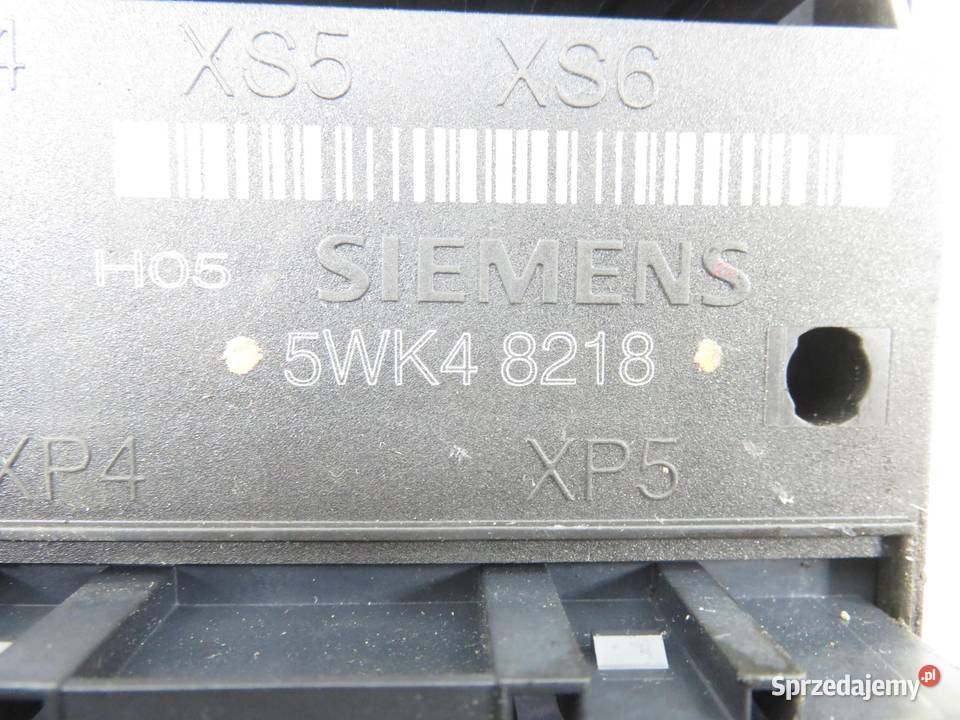 4 XS5 XS6
H05 SIEMENS
5WK4 8218
XP4 XP5
Sprzedajemy.pl